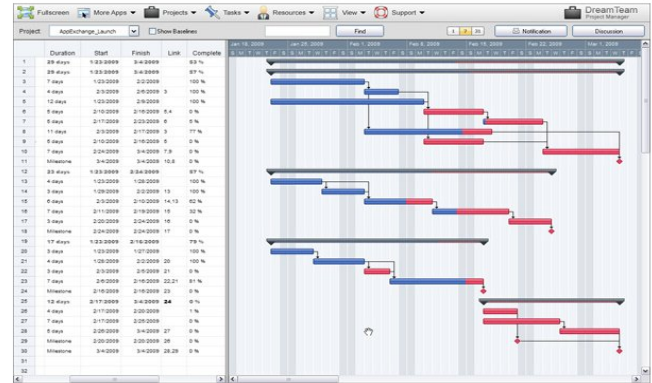 Fullscreen More Apps Projects Tasks Resources View Support DreamTeam
Project Manager
Project: AppExchange_Launch Show Baselines Find Notification Discussion
Duration Start Finish Link Complete
Jan 25, 2009 Feb 1, 2009 Feb 8, 2009 Feb 15, 2009 Feb 22, 2009 Mar 1, 2009
1 29 days 1/23/2009 3/4/2009
2 29 days 1/23/2009 3/4/2009 57 %
3 7 days 1/23/2009 2/2/2009 100 %
4 4 days 2/3/2009 2/6/2009 3 100 %
5 12 days 1/23/2009 2/9/2009 100 %
6 5 days 2/10/2009 5,4 0 %
7 5 days 2/17/2009 2/23/2009 6
8 11 days 2/3/2009 2/17/2009 3 77 %
9 5 days 2/10/2009 2/16/2009 5 0 %
10 7 days 2/24/2009 3/4/2009 7,9 0 %
11 Milestone 3/4/2009 3/4/2009 10,8 0 %
12 23 days 1/23/2009 2/24/2009 57 %
13 4 days 1/23/2009 1/28/2009 100 %
14 3 days 1/29/2009 2/2/2009 13 100 %
15 6 days 2/3/2009 2/10/2009 14,13 62 %
16 7 days 2/11/2009 2/19/2009 15 32 %
17 3 days 2/20/2009 2/24/2009 16 0 %
18 Milestone 2/24/2009 2/24/2009 17 0 %
19 17 days 1/23/2009 2/16/2009 79 %
20 3 days 1/23/2009 1/27/2009 100 %
21 4 days 1/28/2009 2/2/2009 20 100 %
22 3 days 2/3/2009 2/5/2009 21 0 %
23 7 days 2/6/2009 2/16/2009 22,21
24 Milestone 2/16/2009 2/16/2009 23 0 %
25 12 days 2/17/2009 3/4/2009 24 0 %
26 4 days 2/17/2009 2/20/2009 1 %
27 7 days 2/17/2009 2/25/2009 0 %
28 5 days 2/26/2009 3/4/2009 27 0 %
29 Milestone 2/20/2009 2/20/2009 26 0 %
30 Milestone 3/4/2009 3/4/2009 28,29 0 %
31
32